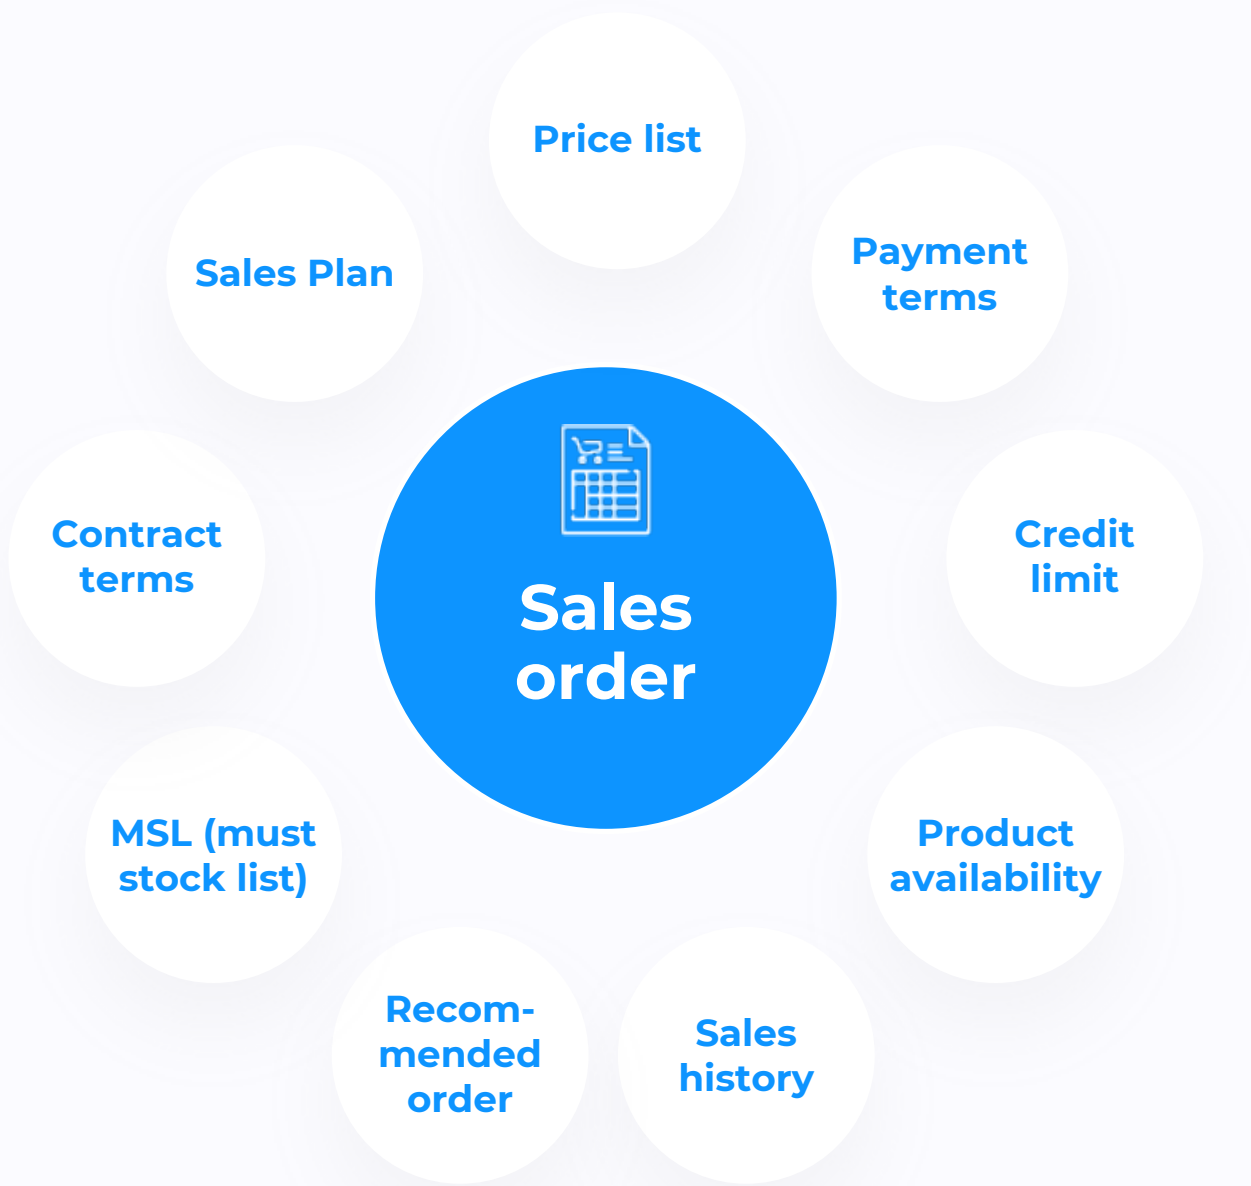 Price list
Sales Plan
Payment
terms
Contract
terms
Sales
order
Credit
limit
MSL (must
stock list)
Product
availability
Recom-
mended
order
Sales
history